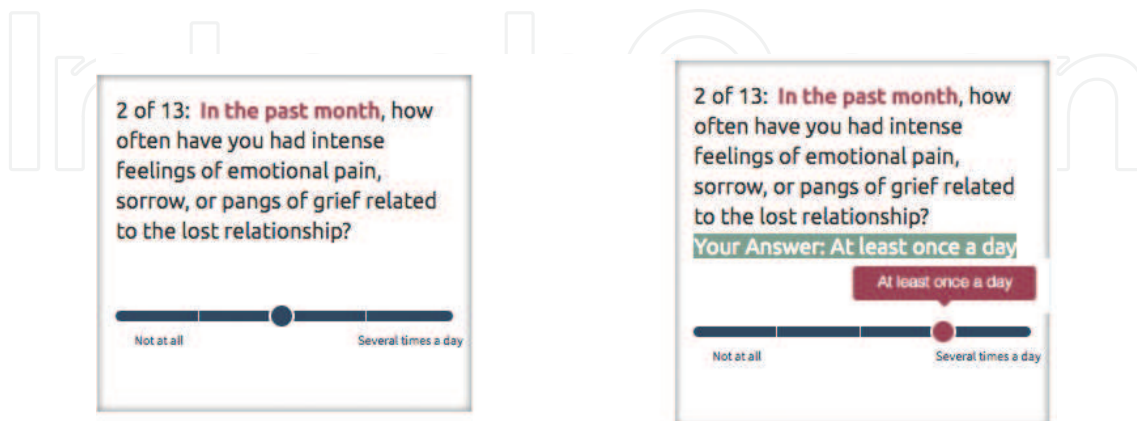 2 of 13: In the past month, how
often have you had intense
feelings of emotional pain,
sorrow, or pangs of grief related
to the lost relationship?
Not at all
Several times a day
2 of 13: In the past month, how
often have you had intense
feelings of emotional pain,
sorrow, or pangs of grief related
to the lost relationship?
Your Answer: At least once a day
At least once a day
Not at all
Several times a day